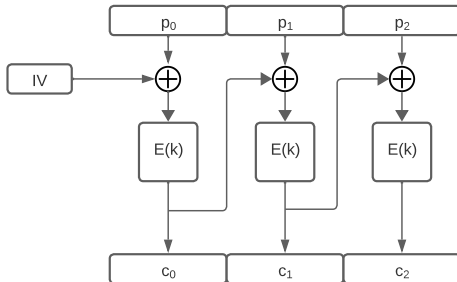 p₀ p₁ p₂
IV
E(k) E(k) E(k)
c₀ c₁ c₂